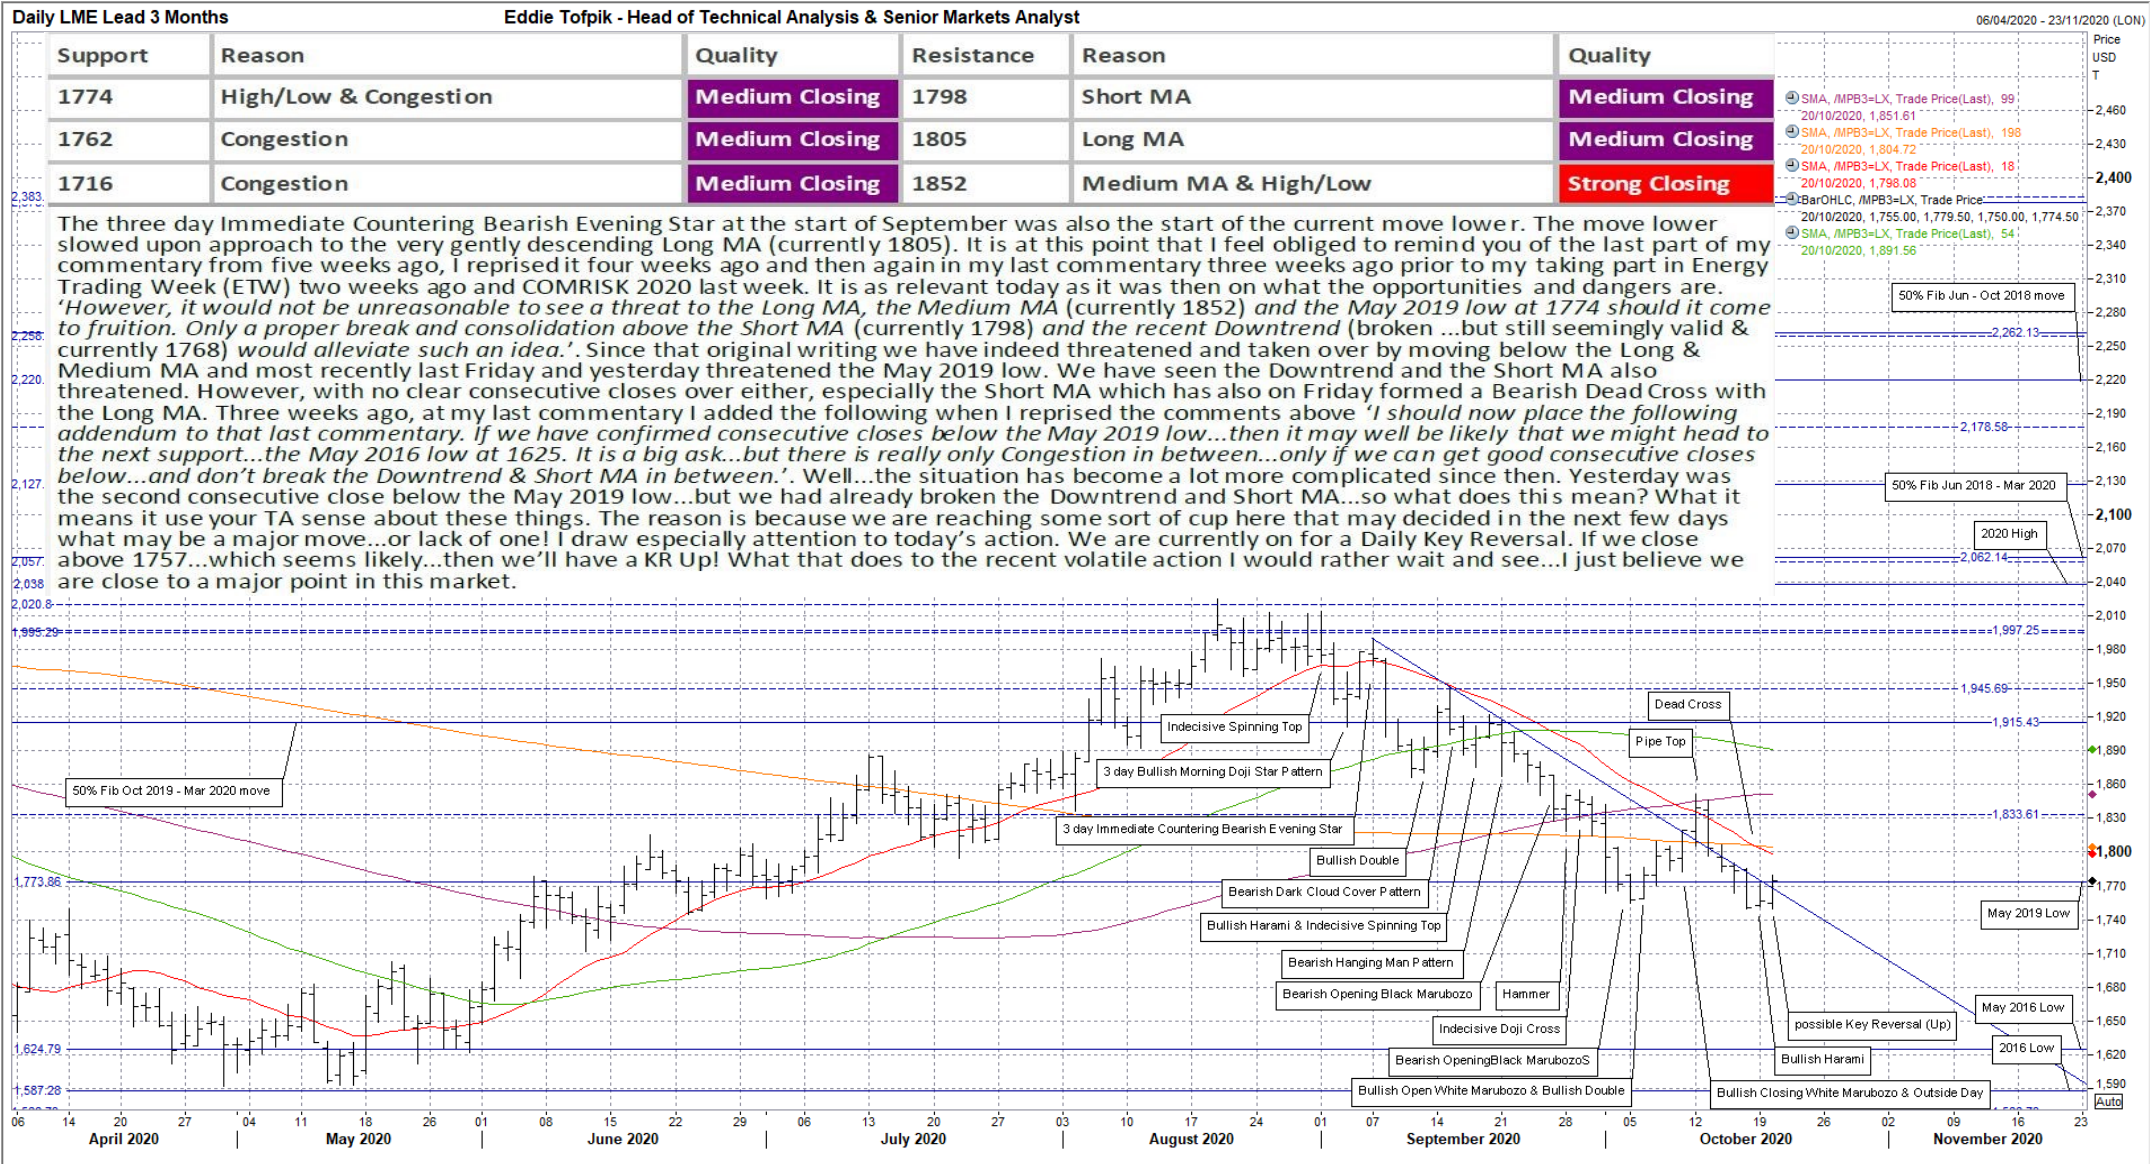 Daily LME Lead 3 Months
Eddie Tofpik - Head of Technical Analysis & Senior Markets Analyst
06/04/2020 - 23/11/2020 (LON)
Support Reason Quality Resistance Reason Quality
1774 High/Low & Congestion Medium Closing 1798 Short MA Medium Closing
1762 Congestion Medium Closing 1805 Long MA Medium Closing
1716 Congestion Medium Closing 1852 Medium MA & High/Low Strong Closing
The three day Immediate Countering Bearish Evening Star at the start of September was also the start of the current move lower. The move lower
slowed upon approach to the very gently descending Long MA (currently 1805). It is at this point that I feel obliged to remind you of the last part of my
commentary from five weeks ago, I reprised it four weeks ago and then again in my last commentary three weeks ago prior to my taking part in Energy
Trading Week (ETW) two weeks ago and COMRISK 2020 last week. It is as relevant today as it was then on what the opportunities and dangers are.
‘However, it would not be unreasonable to see a threat to the Long MA, the Medium MA (currently 1852) and the May 2019 low at 1774 should it come
to fruition. Only a proper break and consolidation above the Short MA (currently 1798) and the recent Downtrend (broken ...but still seemingly valid &
currently 1768) would alleviate such an idea.’. Since that original writing we have indeed threatened and taken over by moving below the Long &
Medium MA and most recently last Friday and yesterday threatened the May 2019 low. We have seen the Downtrend and the Short MA also
threatened. However, with no clear consecutive closes over either, especially the Short MA which has also on Friday formed a Bearish Dead Cross with
the Long MA. Three weeks ago, at my last commentary I added the following when I reprised the comments above ‘I should now place the following
addendum to that last commentary. If we have confirmed consecutive closes below the May 2019 low...then it may well be likely that we might head to
the next support...the May 2016 low at 1625. It is a big ask...but there is really only Congestion in between...only if we can get good consecutive closes
below...and don’t break the Downtrend & Short MA in between.’. Well...the situation has become a lot more complicated since then. Yesterday was
the second consecutive close below the May 2019 low...but we had already broken the Downtrend and Short MA...so what does this mean? What it
means it use your TA sense about these things. The reason is because we are reaching some sort of cup here that may decided in the next few days
what may be a major move...or lack of one! I draw especially attention to today’s action. We are currently on for a Daily Key Reversal. If we close
above 1757...which seems likely...then we’ll have a KR Up! What that does to the recent volatile action I would rather wait and see...I just believe we
are close to a major point in this market.
Price
USD
T
SMA, /MPB3=LX, Trade Price(Last), 99
20/10/2020, 1,851.61
SMA, /MPB3=LX, Trade Price(Last), 198
20/10/2020, 1,804.72
SMA, /MPB3=LX, Trade Price(Last), 18
20/10/2020, 1,798.08
BarOHLC, /MPB3=LX, Trade Price
20/10/2020, 1,755.00, 1,779.50, 1,750.00, 1,774.50
SMA, /MPB3=LX, Trade Price(Last), 54
20/10/2020, 1,891.56
2,460
2,430
2,400
2,370
2,340
2,310
2,280
2,250
2,220
2,190
2,160
2,130
2,100
2,070
2,040
2,010
1,980
1,950
1,920
1,890
1,860
1,830
1,800
1,770
1,740
1,710
1,680
1,650
1,620
1,590
Auto
2,383.
2,258.
2,220.
2,127.
2,057.
2,038
2,020.8
1,995.29
1,773.86
1,624.79
1,587.28
50% Fib Jun - Oct 2018 move
2,262.13
2,178.58
50% Fib Jun 2018 - Mar 2020
2020 High
2,062.14
1,997.25
1,945.69
1,915.43
1,833.61
50% Fib Oct 2019 - Mar 2020 move
Indecisive Spinning Top
3 day Bullish Morning Doji Star Pattern
3 day Immediate Countering Bearish Evening Star
Bullish Double
Bearish Dark Cloud Cover Pattern
Bullish Harami & Indecisive Spinning Top
Bearish Hanging Man Pattern
Bearish Opening Black Marubozo
Hammer
Indecisive Doji Cross
Bearish OpeningBlack MarubozoS
Bullish Open White Marubozo & Bullish Double
Dead Cross
Pipe Top
May 2019 Low
May 2016 Low
possible Key Reversal (Up)
2016 Low
Bullish Harami
Bullish Closing White Marubozo & Outside Day
06 14 20 27 04 11 18 26 01 08 15 22 06 13 20 27 03 10 17 24 01 07 14 21 28 05 12 19 26 02 09 16 23
April 2020 May 2020 June 2020 July 2020 August 2020 September 2020 October 2020 November 2020